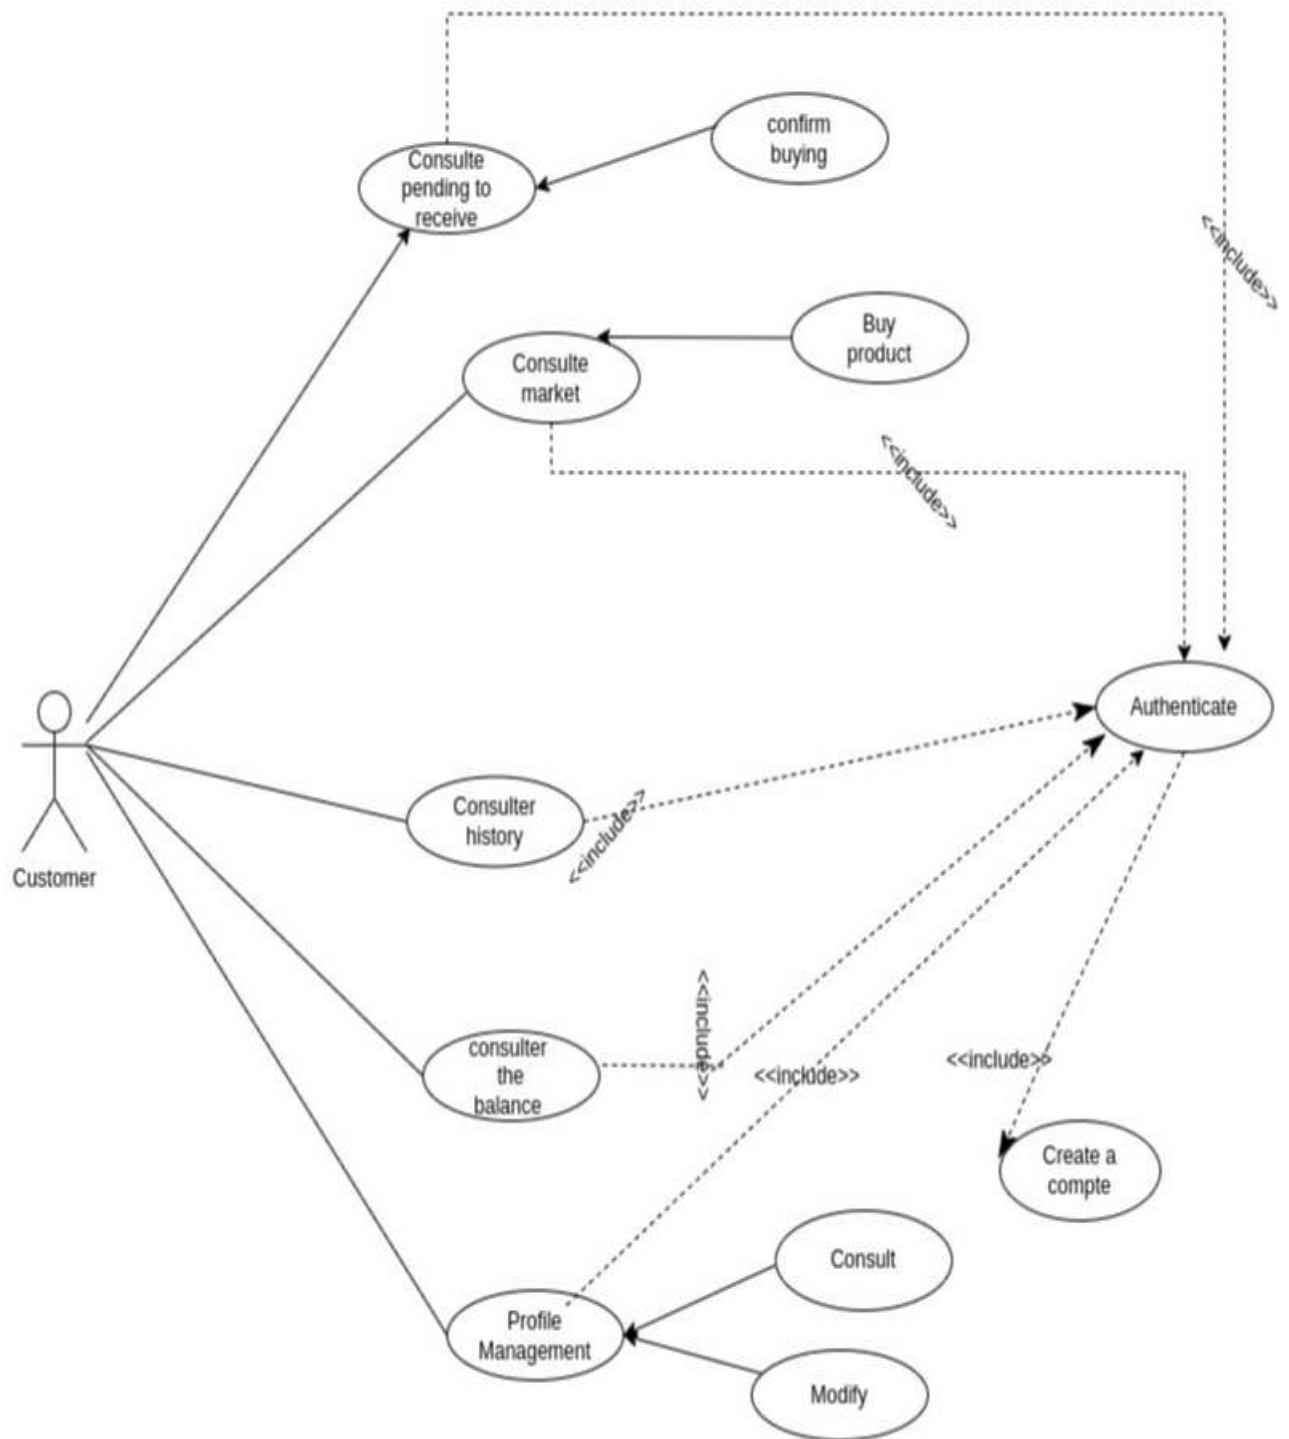 confirm
buying
Consulte
pending to
receive
<<include>>
Buy
product
Consulte
market
<<include>>
Authenticate
Consulter
history
<<include>>
Customer
consulter
the
balance
<<include>>
<<include>>
<<include>>
Create a
compte
Consult
Profile
Management
Modify